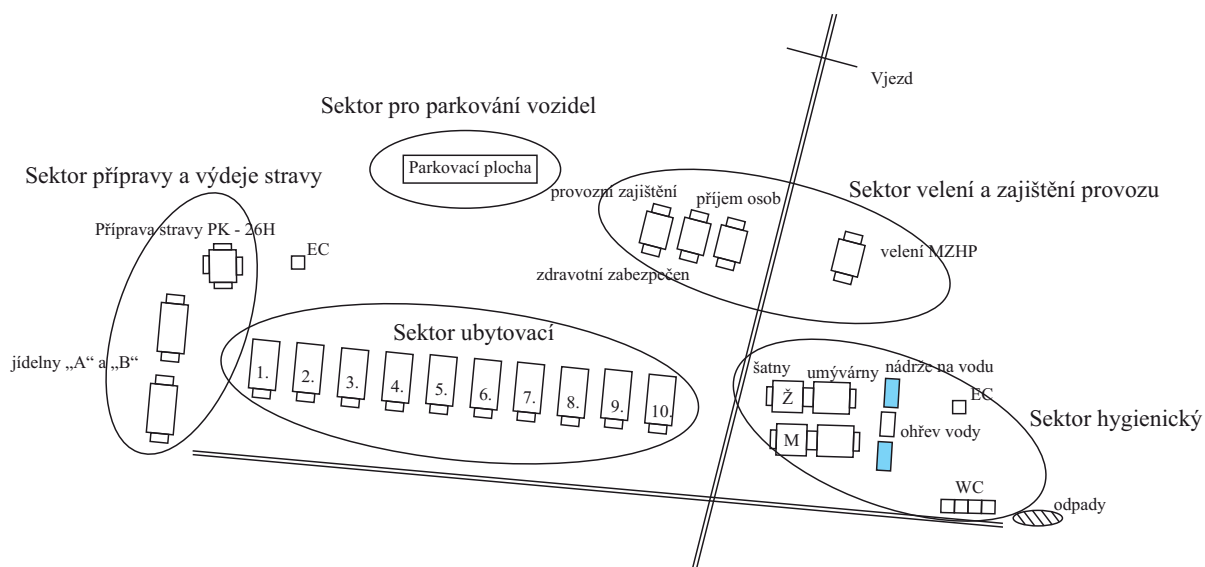 Vjezd
Sektor pro parkování vozidel
Parkovací plocha
Sektor přípravy a výdeje stravy
Příprava stravy PK - 26H
EC
jídelny „A“ a „B“
Sektor velení a zajištění provozu
provozní zajištění
příjem osob
zdravotní zabezpečen
velení MZHP
Sektor ubytovací
1.
2.
3.
4.
5.
6.
7.
8.
9.
10.
Sektor hygienický
šatny
umývárny
nádrže na vodu
Ž
EC
ohřev vody
M
WC
odpady